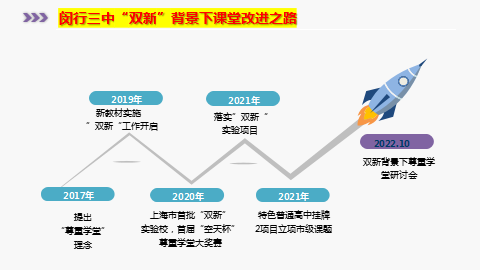 闵行三中“双新”背景下课堂改进之路
2019年
新教材实施
”双新“工作开启
2021年
落实”双新“
实验项目
2022.10
双新背景下尊重学
堂研讨会
2017年
提出
“尊重学堂”
理念
2020年
上海市首批“双新”
实验校，首届“空天杯”
尊重学堂大奖赛
2021年
特色普通高中挂牌
2项目立项市级课题